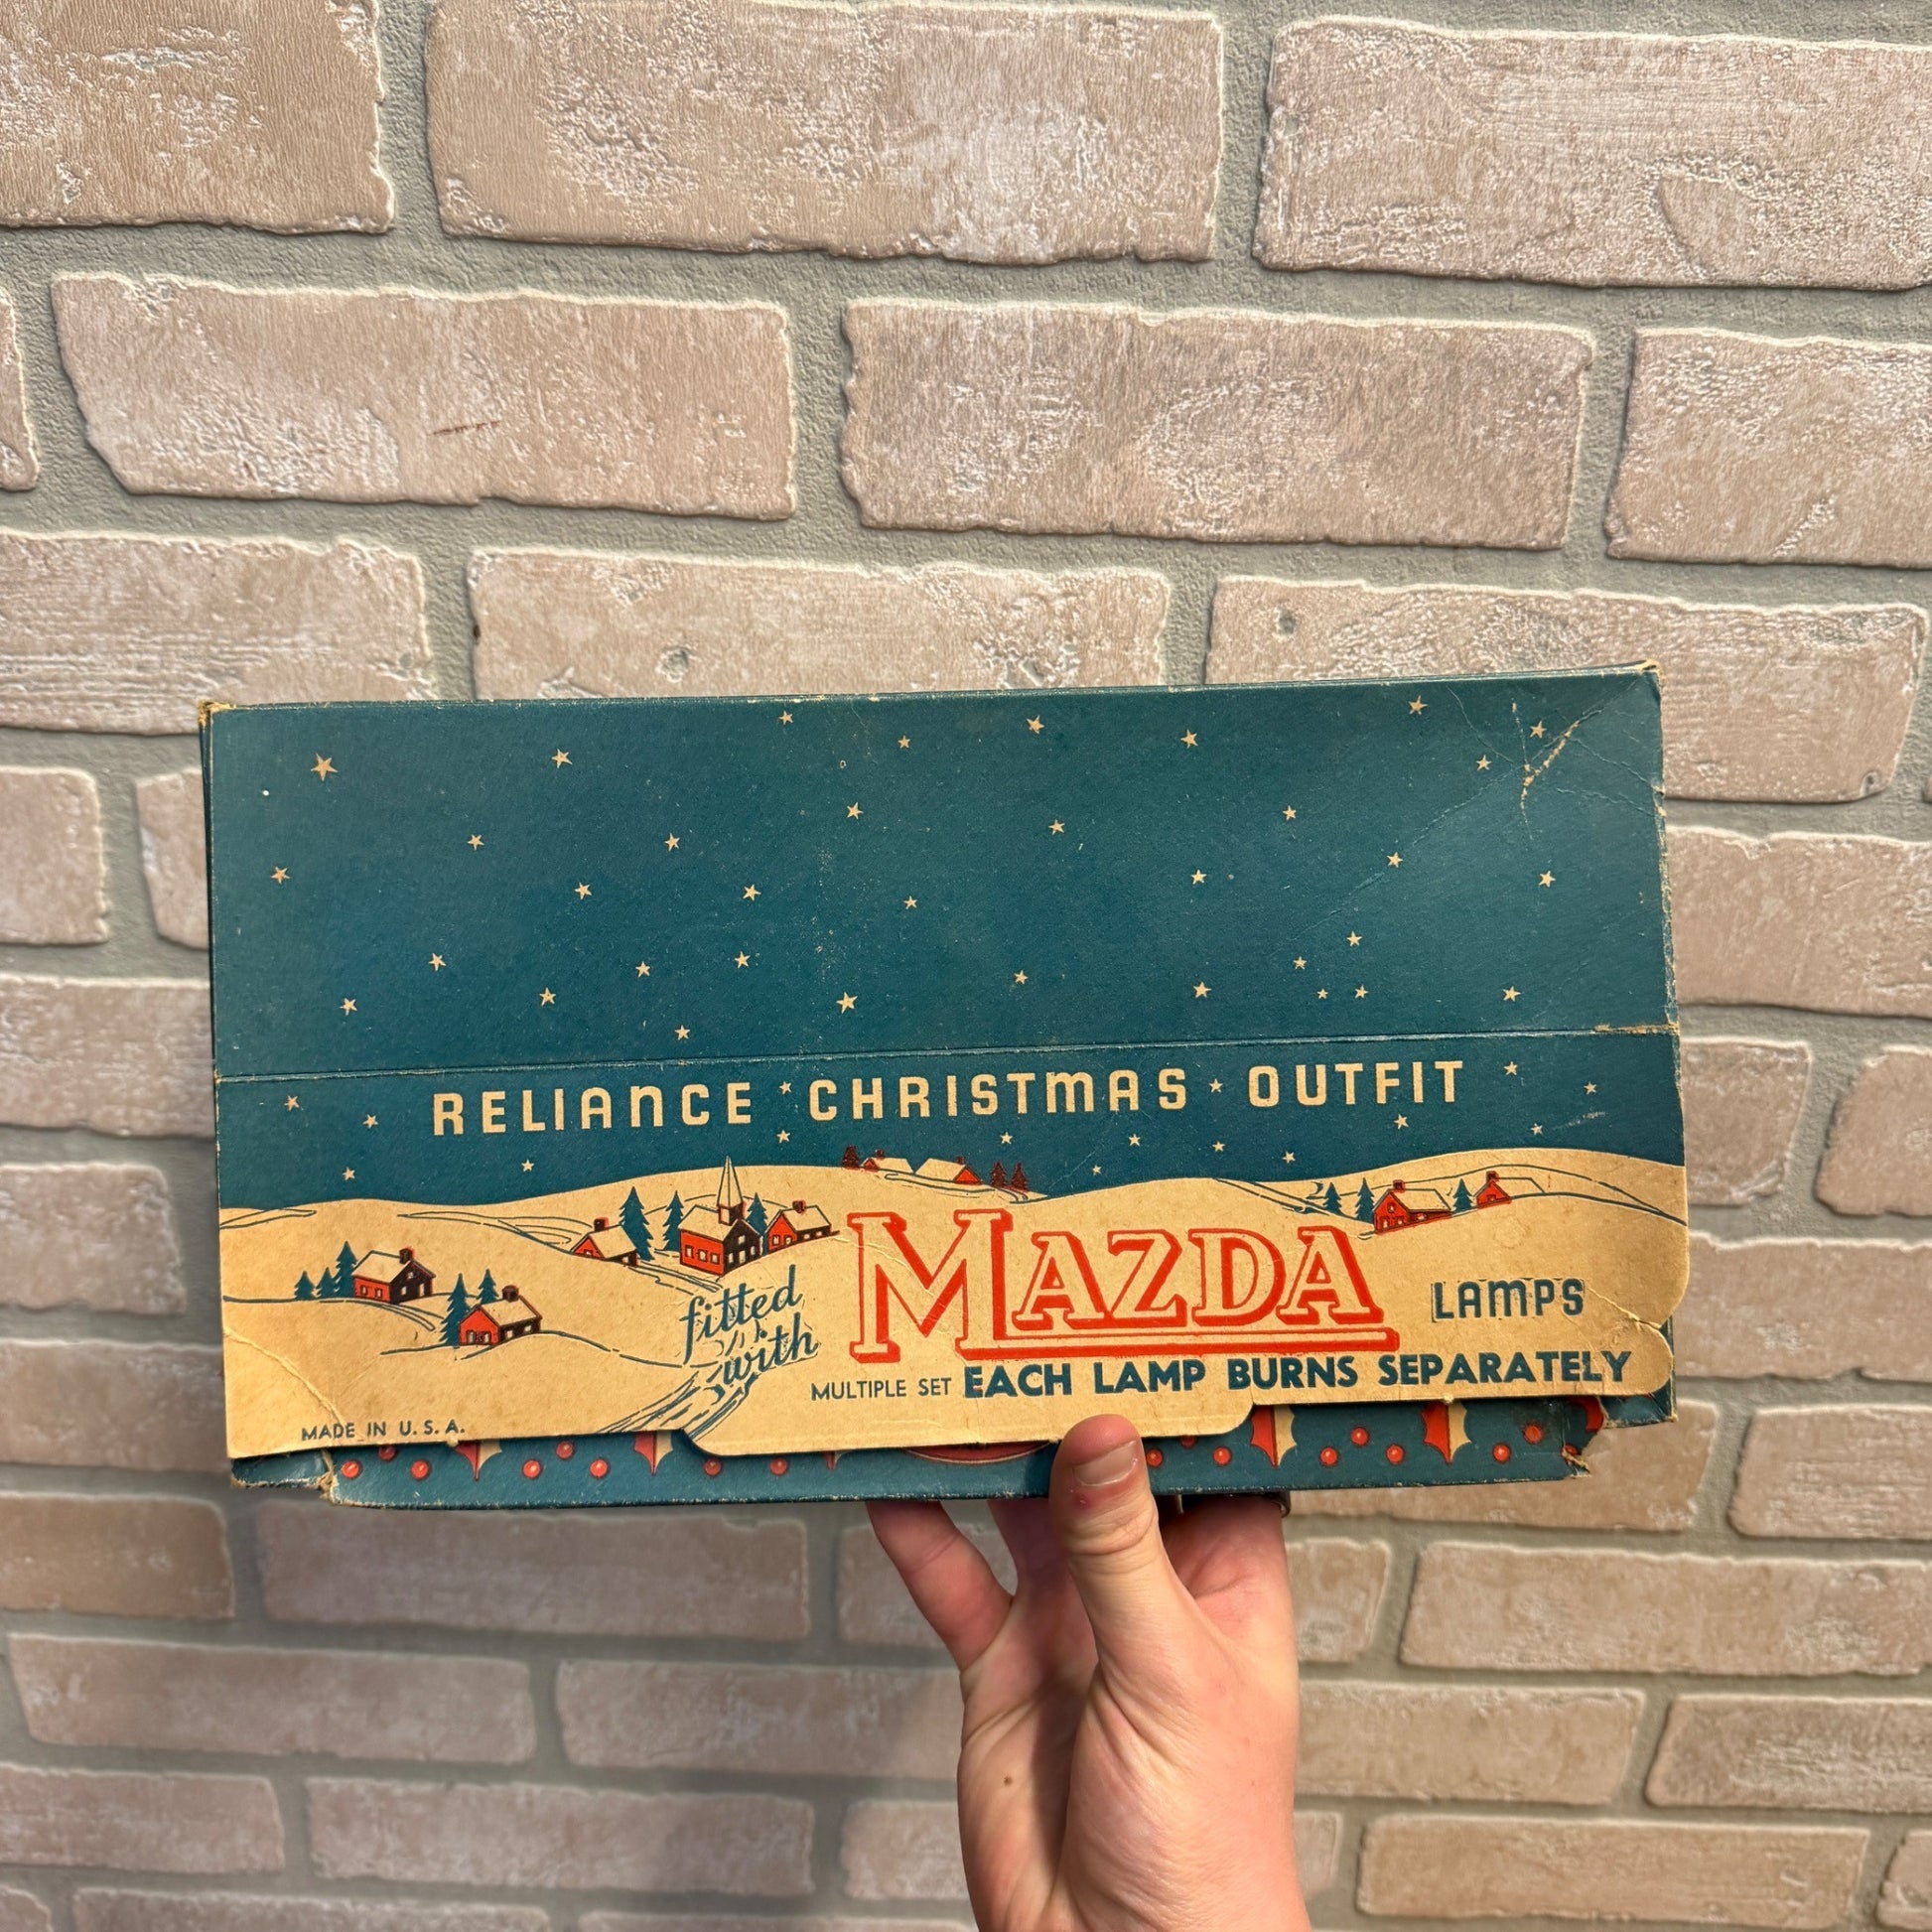 RELIANCE CHRISTMAS OUTFIT
fitted with MAZDA LAMPS
MULTIPLE SET EACH LAMP BURNS SEPARATELY
MADE IN U.S.A.